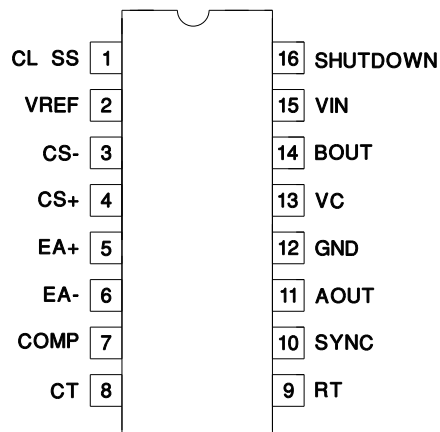 CL SS 1 16 SHUTDOWN
VREF 2 15 VIN
CS- 3 14 BOUT
CS+ 4 13 VC
EA+ 5 12 GND
EA- 6 11 AOUT
COMP 7 10 SYNC
CT 8 9 RT